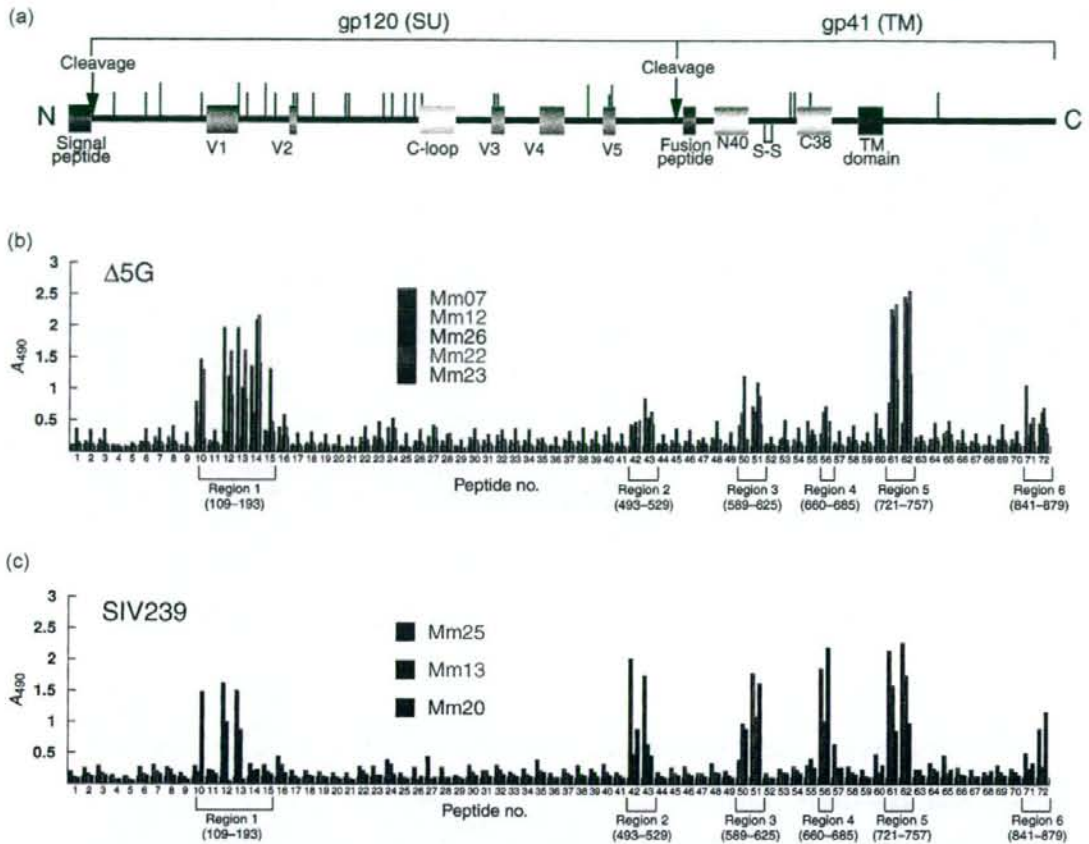 (a)
gp120 (SU)
gp41 (TM)
Cleavage
Cleavage
N
C
Signal peptide
V1
V2
C-loop
V3
V4
V5
Fusion peptide
N40
S-S
C38
TM domain
(b)
Δ5G
3
2.5
2
1.5
1
0.5
A490
Mm07
Mm12
Mm26
Mm22
Mm23
1 2 3 4 5 6 7 8 9 10 11 12 13 14 15 16 17 18 19 20 21 22 23 24 25 26 27 28 29 30 31 32 33 34 35 36 37 38 39 40 41 42 43 44 45 46 47 48 49 50 51 52 53 54 55 56 57 58 59 60 61 62 63 64 65 66 67 68 69 70 71 72
Region 1
(109–193)
Peptide no.
Region 2
(493–529)
Region 3
(589–625)
Region 4
(660–685)
Region 5
(721–757)
Region 6
(841–879)
(c)
SIV239
3
2.5
2
1.5
1
0.5
A490
Mm25
Mm13
Mm20
1 2 3 4 5 6 7 8 9 10 11 12 13 14 15 16 17 18 19 20 21 22 23 24 25 26 27 28 29 30 31 32 33 34 35 36 37 38 39 40 41 42 43 44 45 46 47 48 49 50 51 52 53 54 55 56 57 58 59 60 61 62 63 64 65 66 67 68 69 70 71 72
Region 1
(109–193)
Peptide no.
Region 2
(493–529)
Region 3
(589–625)
Region 4
(660–685)
Region 5
(721–757)
Region 6
(841–879)